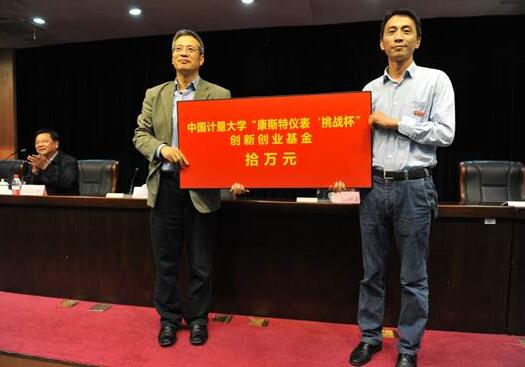 中国计量大学“康斯特仪表‘挑战杯”
创新创业基金
拾万元